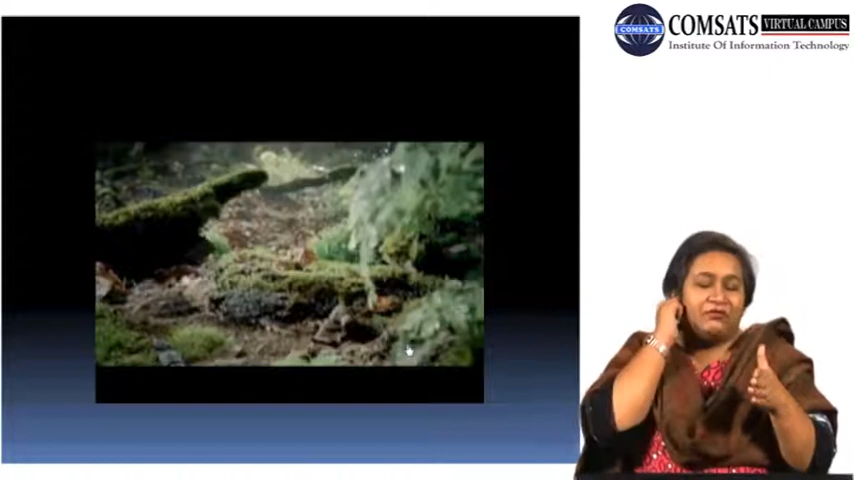 COMSATS VIRTUAL CAMPUS
COMSATS
Institute Of Information Technology